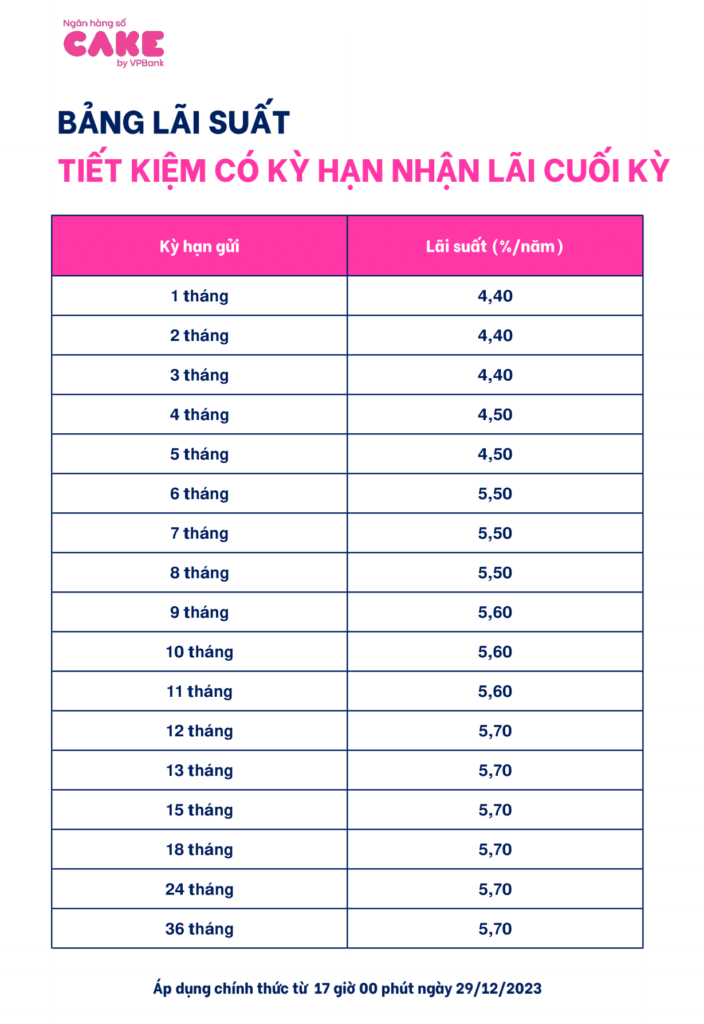 Ngân hàng số
CAKE
by VPBank
BẢNG LÃI SUẤT
TIẾT KIỆM CÓ KỲ HẠN NHẬN LÃI CUỐI KỲ
Kỳ hạn gửi Lãi suất (%/năm)
1 tháng 4,40
2 tháng 4,40
3 tháng 4,40
4 tháng 4,50
5 tháng 4,50
6 tháng 5,50
7 tháng 5,50
8 tháng 5,50
9 tháng 5,60
10 tháng 5,60
11 tháng 5,60
12 tháng 5,70
13 tháng 5,70
15 tháng 5,70
18 tháng 5,70
24 tháng 5,70
36 tháng 5,70
Áp dụng chính thức từ 17 giờ 00 phút ngày 29/12/2023